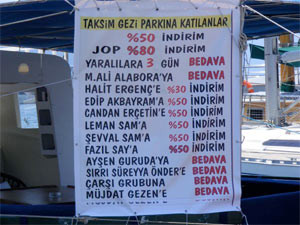 TAKSİM GEZİ PARKINA KATILANLAR
%50 İNDİRİM
JOP %80 İNDİRİM
YARALILARA 3 GÜN BEDAVA
M.ALİ ALABORA'YA BEDAVA
HALİT ERGENÇ'E %30 İNDİRİM
EDİP AKBAYRAM'A %50 İNDİRİM
CANDAN ERÇETİN'E %50 İNDİRİM
LEMAN SAM'A %50 İNDİRİM
ŞEVVAL SAM'A %50 İNDİRİM
FAZIL SAY'A %50 İNDİRİM
AYŞEN GURUDA'YA BEDAVA
SIRRI SÜREYYA ÖNDER'E BEDAVA
ÇARŞI GRUBUNA BEDAVA
MÜJDAT GEZEN'E BEDAVA